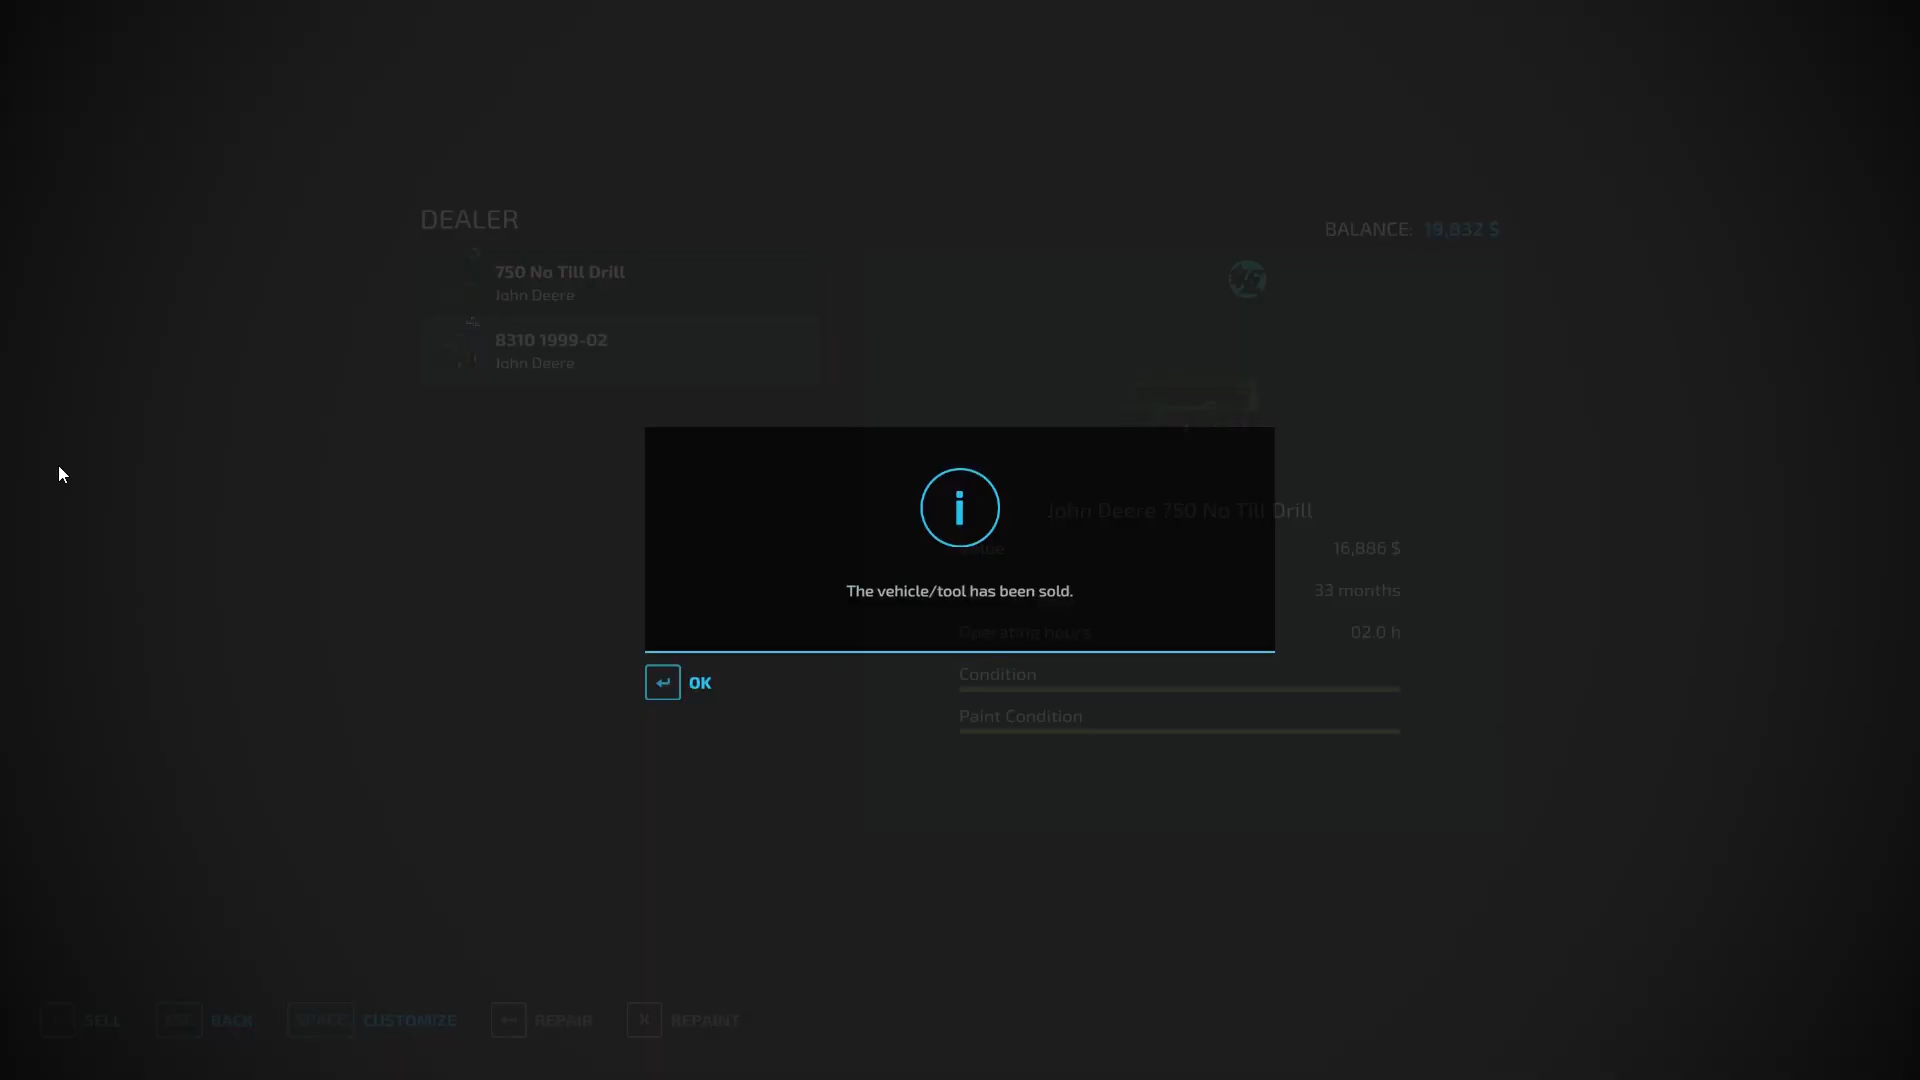 DEALER
BALANCE: 19,832 $
750 No Till Drill
John Deere
8310 1999-02
John Deere
John Deere 750 No Till Drill
16,886 $
The vehicle/tool has been sold.
33 months
Operating hours 02.0 h
OK
Condition
Paint Condition
SELL BACK SPACE CUSTOMIZE REPAIR X REPAINT